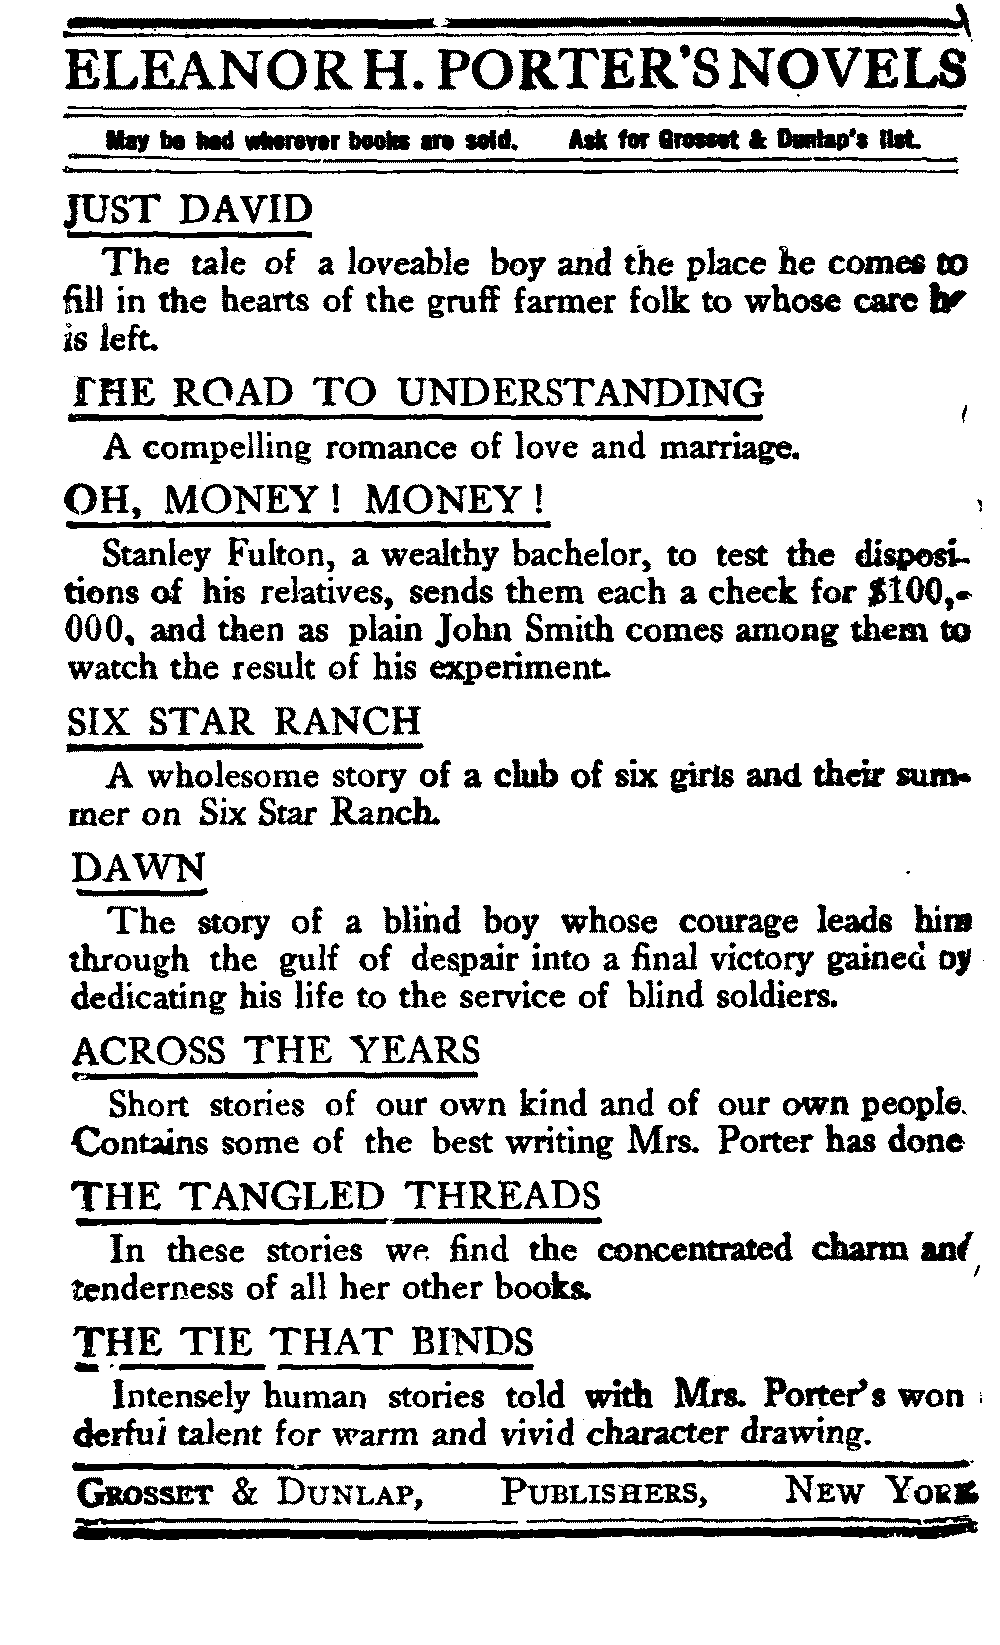 ELEANOR H. PORTER'S NOVELS
May be had wherever books are sold. Ask for Grosset & Dunlap's list.
JUST DAVID
The tale of a loveable boy and the place he comes to
fill in the hearts of the gruff farmer folk to whose care he
is left.
THE ROAD TO UNDERSTANDING
A compelling romance of love and marriage.
OH, MONEY! MONEY!
Stanley Fulton, a wealthy bachelor, to test the disposi-
tions of his relatives, sends them each a check for $100,-
000, and then as plain John Smith comes among them to
watch the result of his experiment.
SIX STAR RANCH
A wholesome story of a club of six girls and their sum-
mer on Six Star Ranch.
DAWN
The story of a blind boy whose courage leads him
through the gulf of despair into a final victory gained by
dedicating his life to the service of blind soldiers.
ACROSS THE YEARS
Short stories of our own kind and of our own people.
Contains some of the best writing Mrs. Porter has done
THE TANGLED THREADS
In these stories we find the concentrated charm and
tenderness of all her other books.
THE TIE THAT BINDS
Intensely human stories told with Mrs. Porter's won
derful talent for warm and vivid character drawing.
GROSSET & DUNLAP, PUBLISHERS, NEW YORK